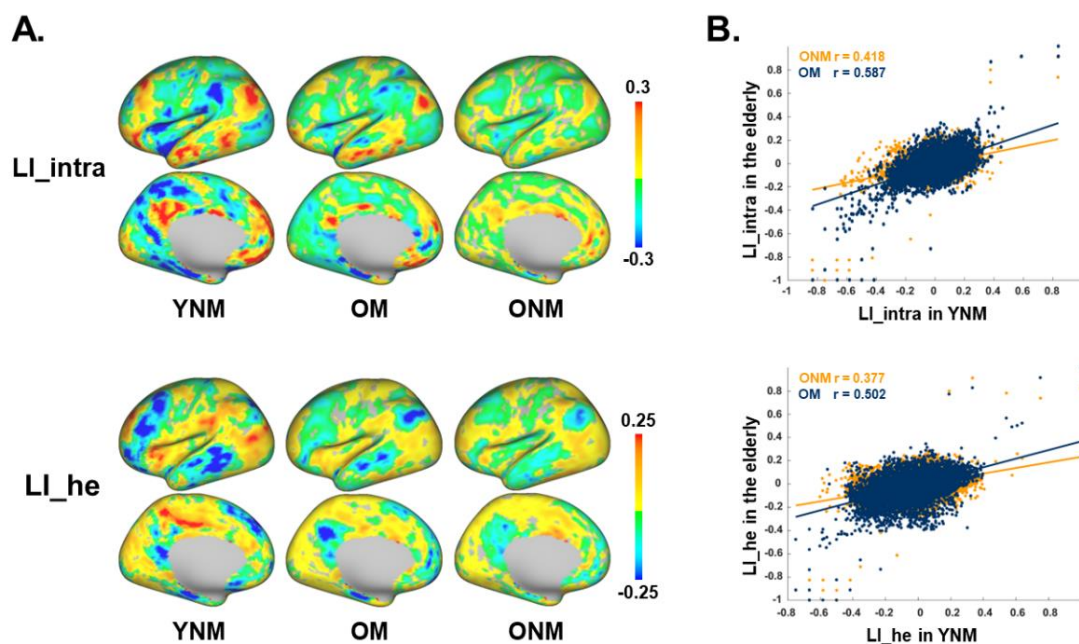 A.
LI_intra
YNM
OM
ONM
0.3
-0.3
LI_he
YNM
OM
ONM
0.25
-0.25
B.
ONM r = 0.418
OM r = 0.587
LI_intra in the elderly
0.8
0.6
0.4
0.2
0
-0.2
-0.4
-0.6
-0.8
-1
-1 -0.8 -0.6 -0.4 -0.2 0 0.2 0.4 0.6 0.8
LI_intra in YNM
ONM r = 0.377
OM r = 0.502
LI_he in the elderly
0.8
0.6
0.4
0.2
0
-0.2
-0.4
-0.6
-0.8
-1
-0.8 -0.6 -0.4 -0.2 0 0.2 0.4 0.6 0.8 1
LI_he in YNM